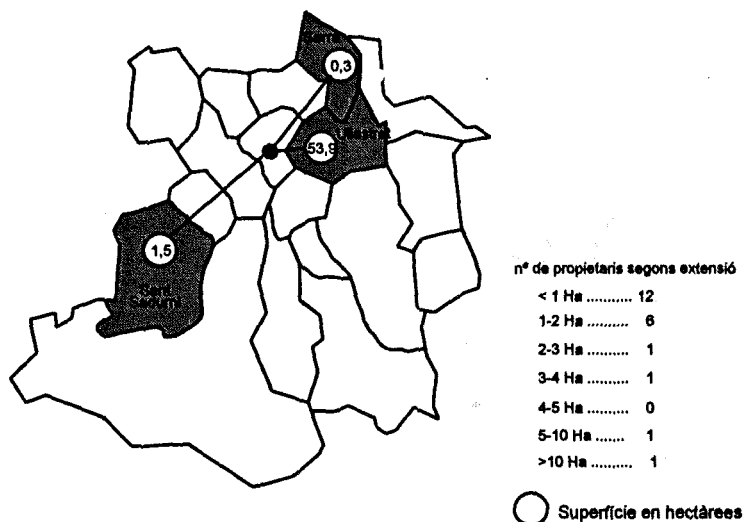 0,3
53,9
1,5
Sant
Sadurní
nº de propietaris segons extensió
< 1 Ha ........... 12
1-2 Ha ......... 6
2-3 Ha ......... 1
3-4 Ha ......... 1
4-5 Ha ......... 0
5-10 Ha ...... 1
>10 Ha .......... 1
Superfície en hectàrees